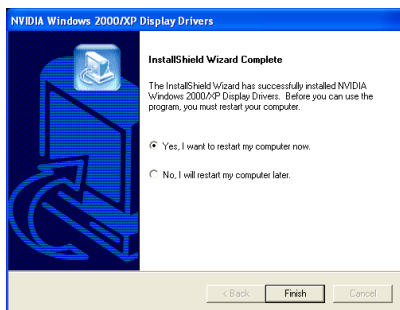 NVIDIA Windows 2000/XP Display Drivers
InstallShield Wizard Complete
The InstallShield Wizard has successfully installed NVIDIA
Windows 2000/XP Display Drivers. Before you can use the
program, you must restart your computer.
Yes, I want to restart my computer now.
No, I will restart my computer later.
< Back Finish Cancel